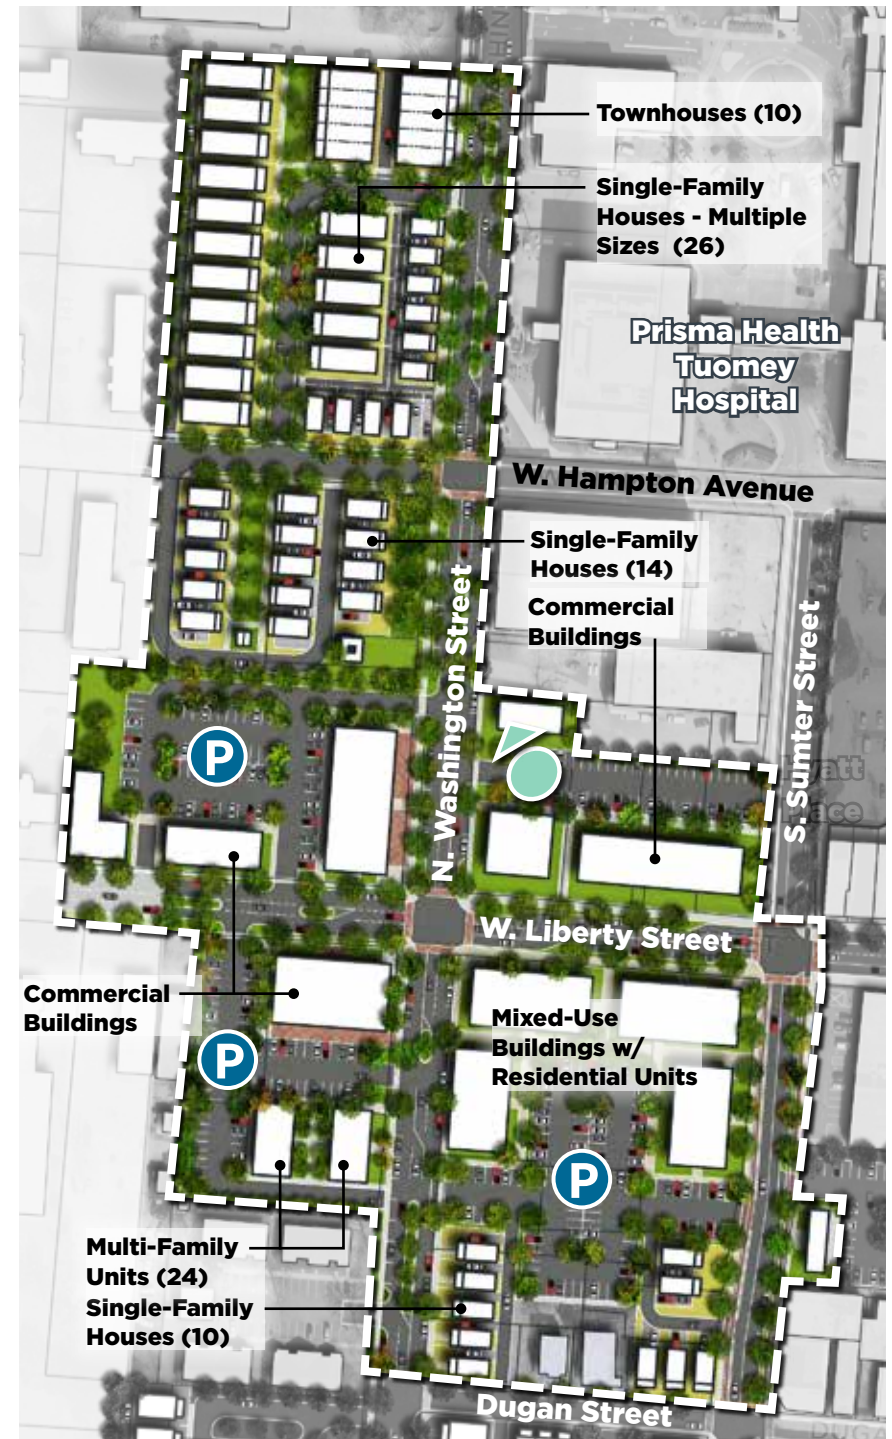 Townhouses (10)
Single-Family
Houses - Multiple
Sizes (26)
Prisma Health
Tuomey
Hospital
W. Hampton Avenue
Single-Family
Houses (14)
Commercial
Buildings
N. Washington Street
S. Sumter Street
P
W. Liberty Street
Commercial
Buildings
Mixed-Use
Buildings w/
Residential Units
P
P
Multi-Family
Units (24)
Single-Family
Houses (10)
Dugan Street